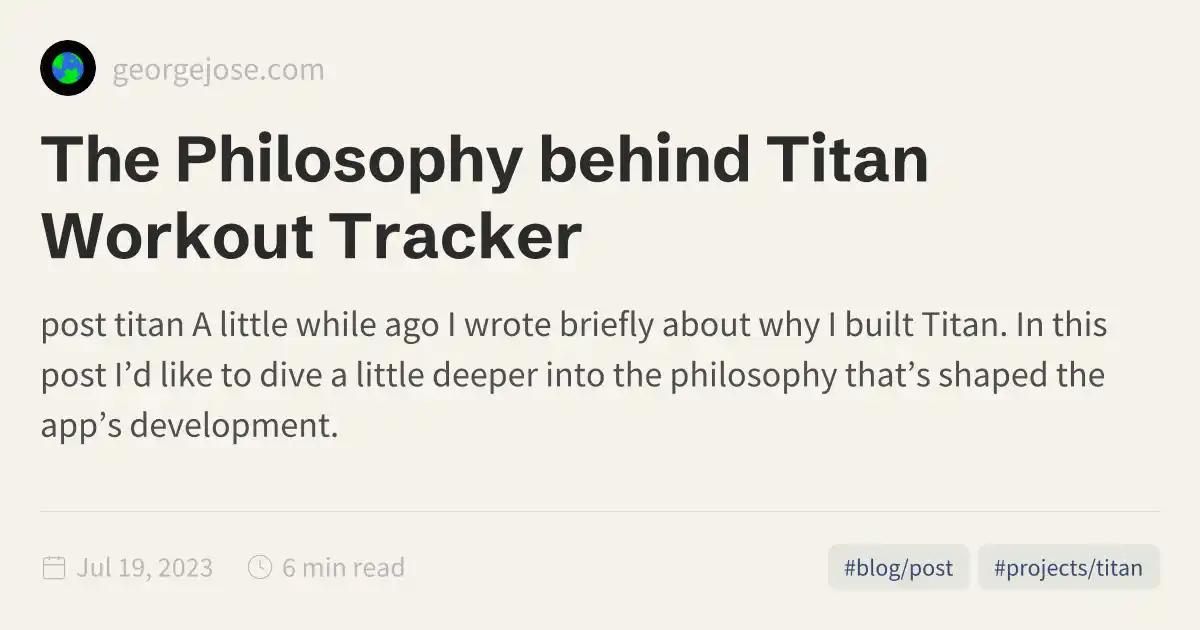 georgejose.com
The Philosophy behind Titan
Workout Tracker
post titan A little while ago I wrote briefly about why I built Titan. In this
post I’d like to dive a little deeper into the philosophy that’s shaped the
app’s development.
Jul 19, 2023 6 min read #blog/post #projects/titan